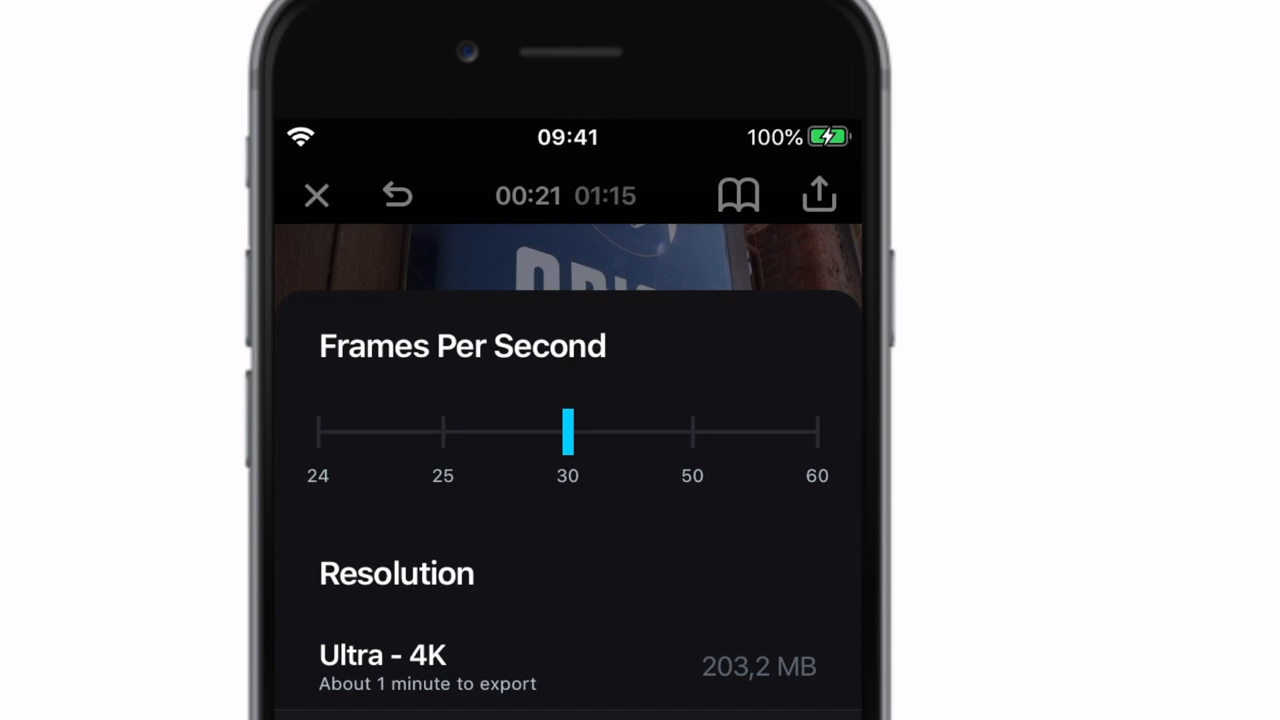 09:41
100%
00:21 01:15
Frames Per Second
24 25 30 50 60
Resolution
Ultra - 4K
203,2 MB
About 1 minute to export